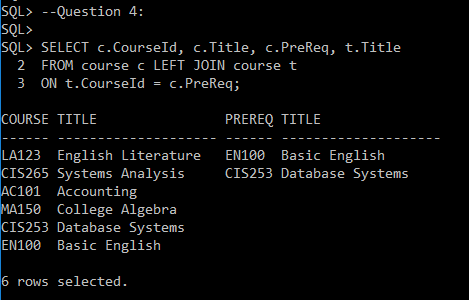 SQL> --Question 4:
SQL>
SQL> SELECT c.CourseId, c.Title, c.PreReq, t.Title
  2  FROM course c LEFT JOIN course t
  3  ON t.CourseId = c.PreReq;
COURSE TITLE                PREREQ TITLE
------ -------------------- ------ --------------------
LA123  English Literature   EN100  Basic English
CIS265 Systems Analysis     CIS253 Database Systems
AC101  Accounting
MA150  College Algebra
CIS253 Database Systems
EN100  Basic English
6 rows selected.